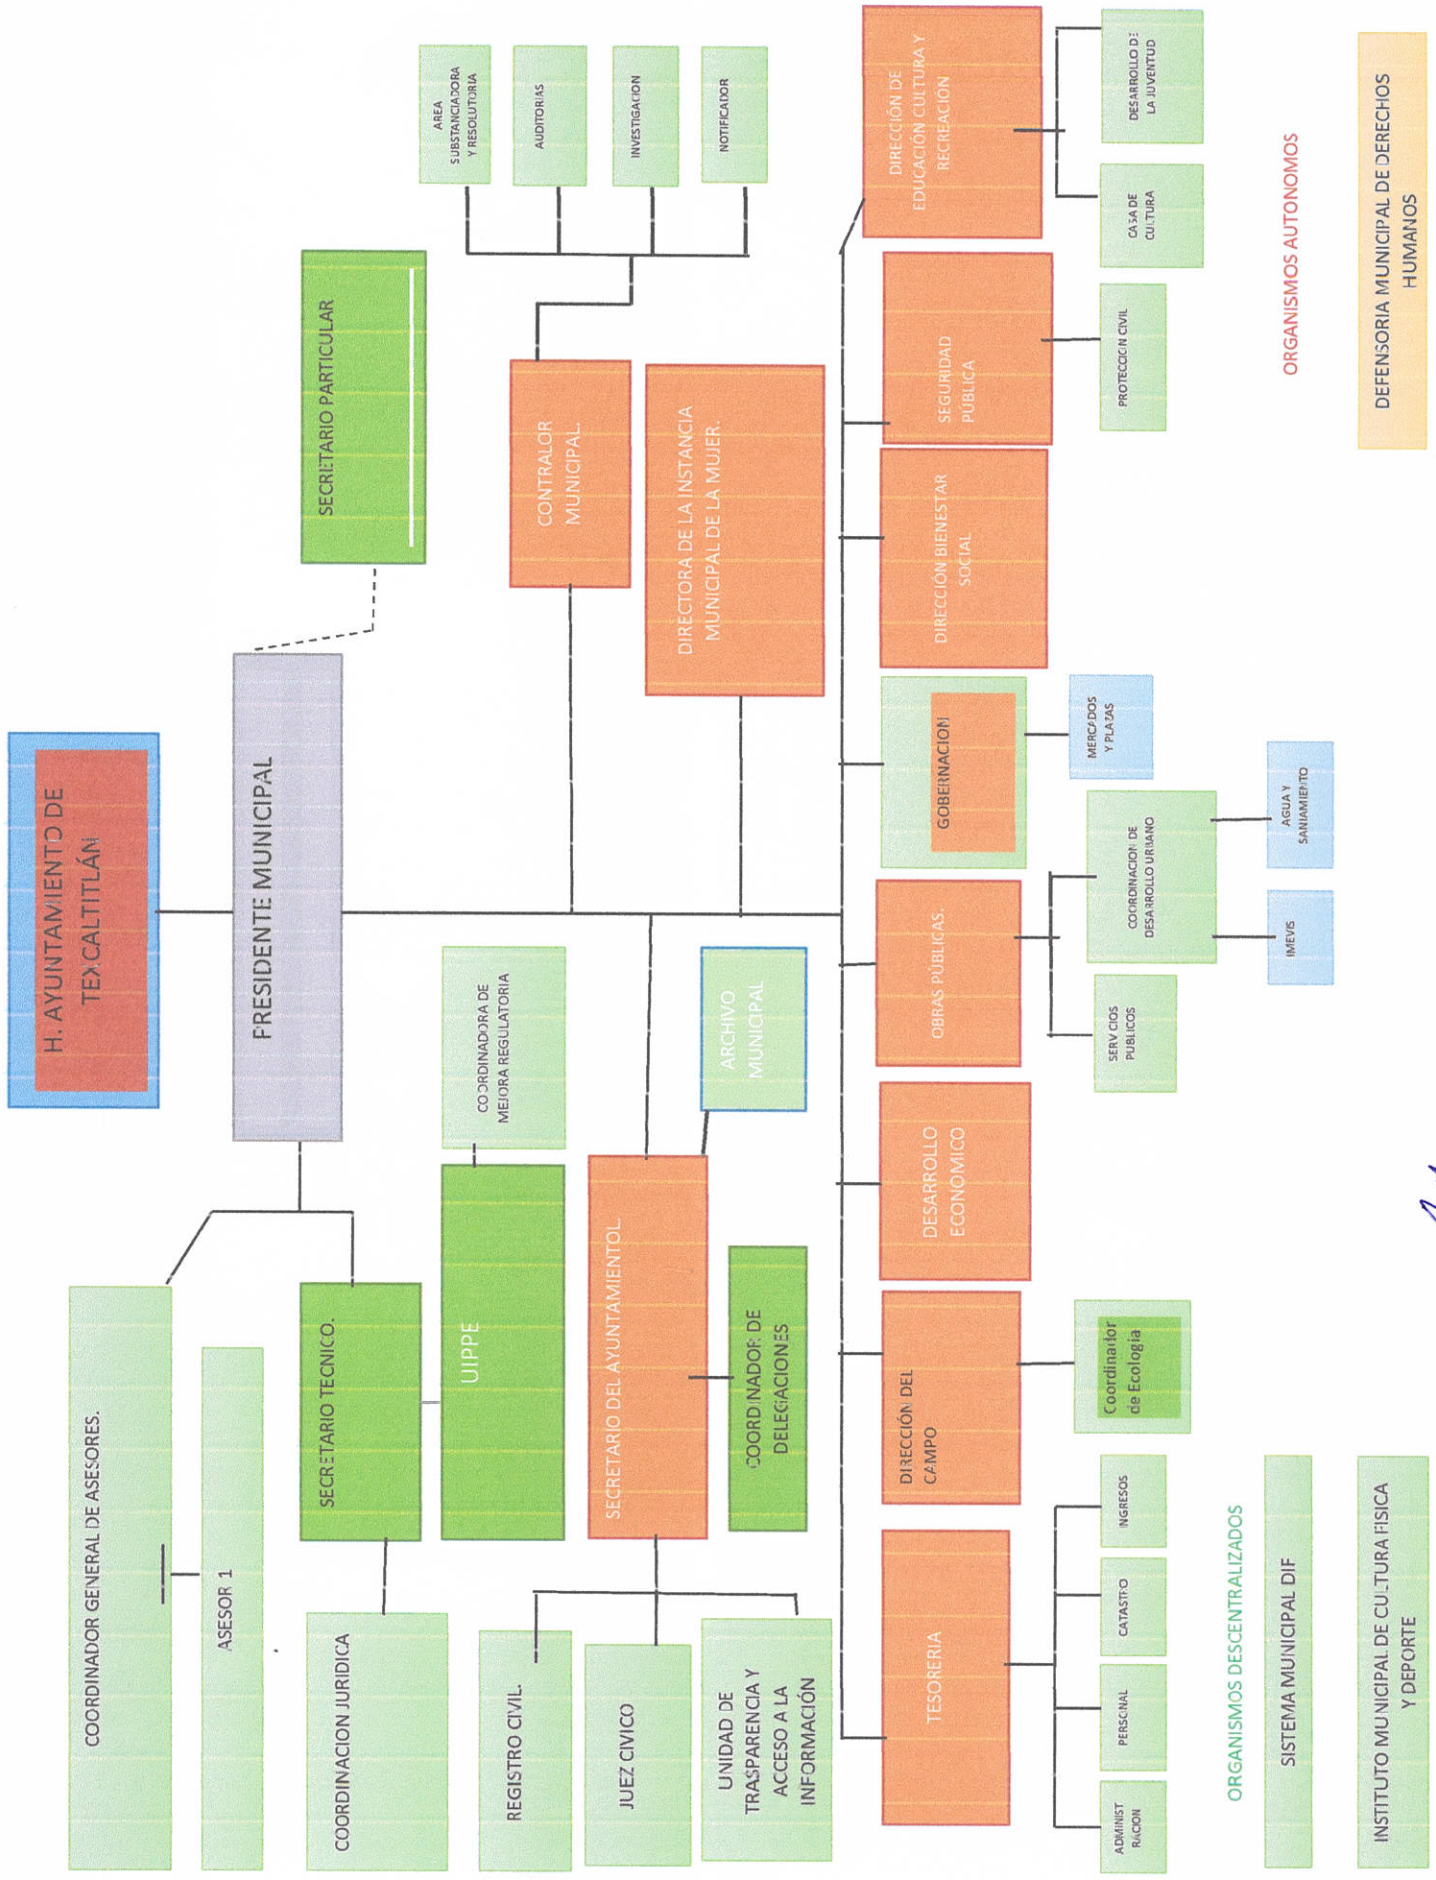 H. AYUNTAMIENTO DE
TEXCALTITLÁN
PRESIDENTE MUNICIPAL
SECRETARIO PARTICULAR
COORDINADOR GENERAL DE ASESORES.
ASESOR 1
SECRETARIO TECNICO.
COORDINACION JURIDICA
UIPPE
COORDINADORA DE
MEJORA REGULATORIA
CONTRALOR
MUNICIPAL.
AREA
SUBSTANCIADORA
Y RESOLUTORIA
AUDITORIAS
INVESTIGACION
NOTIFICADOR
SECRETARIO DEL AYUNTAMIENTOL
REGISTRO CIVIL.
JUEZ CIVICO
UNIDAD DE
TRASPARENCIA Y
ACCESO A LA
INFORMACIÓN
COORDINADOR DE
DELEGACIONES
ARCHIVO
MUNICIPAL
DIRECTORA DE LA INSTANCIA
MUNICIPAL DE LA MUJER.
TESORERIA
DIRECCIÓN DEL
CAMPO
DESARROLLO
ECONOMICO
OBRAS PÚBLICAS.
GOBERNACION
DIRECCIÓN BIENESTAR
SOCIAL
SEGURIDAD
PÚBLICA
DIRECCIÓN DE
EDUCACIÓN CULTURA Y
RECREACIÓN
ADMINIST
RACION
PERSONAL
CATASTRO
INGRESOS
Coordinador
de Ecologia
SERVICIOS
PUBLICOS
COORDINACION DE
DESARROLLO URBANO
IMEVIS
AGUA Y
SANIAMIENTO
MERCADOS
Y PLAZAS
PROTECCION CIVIL
CASA DE
CULTURA
DESARROLLO DE
LA JUVENTUD
ORGANISMOS DESCENTRALIZADOS
SISTEMA MUNICIPAL DIF
INSTITUTO MUNICIPAL DE CULTURA FISICA
Y DEPORTE
ORGANISMOS AUTONOMOS
DEFENSORIA MUNICIPAL DE DERECHOS
HUMANOS